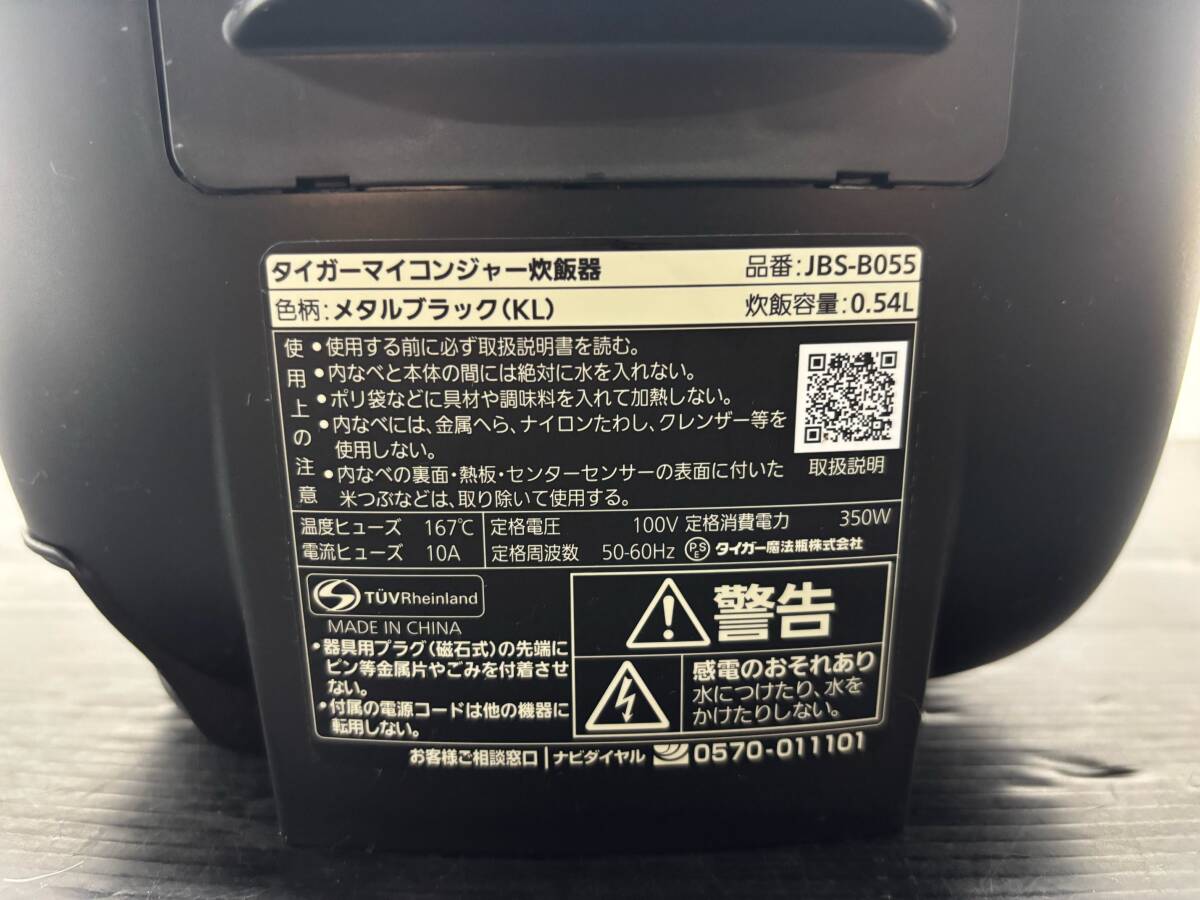 タイガーマイコンジャー炊飯器 品番:JBS-B055
色柄:メタルブラック(KL) 炊飯容量:0.54L
使用上の注意
•使用する前に必ず取扱説明書を読む。
•内なべと本体の間には絶対に水を入れない。
•ポリ袋などに具材や調味料を入れて加熱しない。
•内なべには、金属へら、ナイロンたわし、クレンザー等を
使用しない。
•内なべの裏面・熱板・センターセンサーの表面に付いた
米つぶなどは、取り除いて使用する。
取扱説明
温度ヒューズ 167℃ 定格電圧 100V 定格消費電力 350W
電流ヒューズ 10A 定格周波数 50-60Hz PSE タイガー魔法瓶株式会社
TÜVRheinland
MADE IN CHINA
•器具用プラグ(磁石式)の先端に
ピン等金属片やごみを付着させ
ない。
•付属の電源コードは他の機器に
転用しない。
警告
感電のおそれあり
水につけたり、水を
かけたりしない。
お客様ご相談窓口 ナビダイヤル 0570-011101